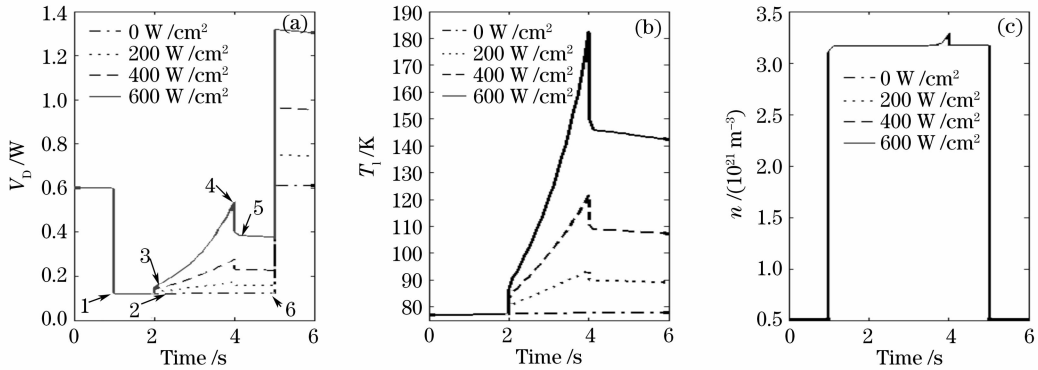 (a)
0 W/cm²
200 W/cm²
400 W/cm²
600 W/cm²
V_D/W
1.4
1.2
1.0
0.8
0.6
0.4
0.2
0.0
1
2
3
4
5
6
0 2 4 6
Time/s
(b)
0 W/cm²
200 W/cm²
400 W/cm²
600 W/cm²
T_l/K
190
180
170
160
150
140
130
120
110
100
90
80
0 2 4 6
Time/s
(c)
0 W/cm²
200 W/cm²
400 W/cm²
600 W/cm²
n/(10²¹ m⁻³)
3.5
3.0
2.5
2.0
1.5
1.0
0.5
0 2 4 6
Time/s